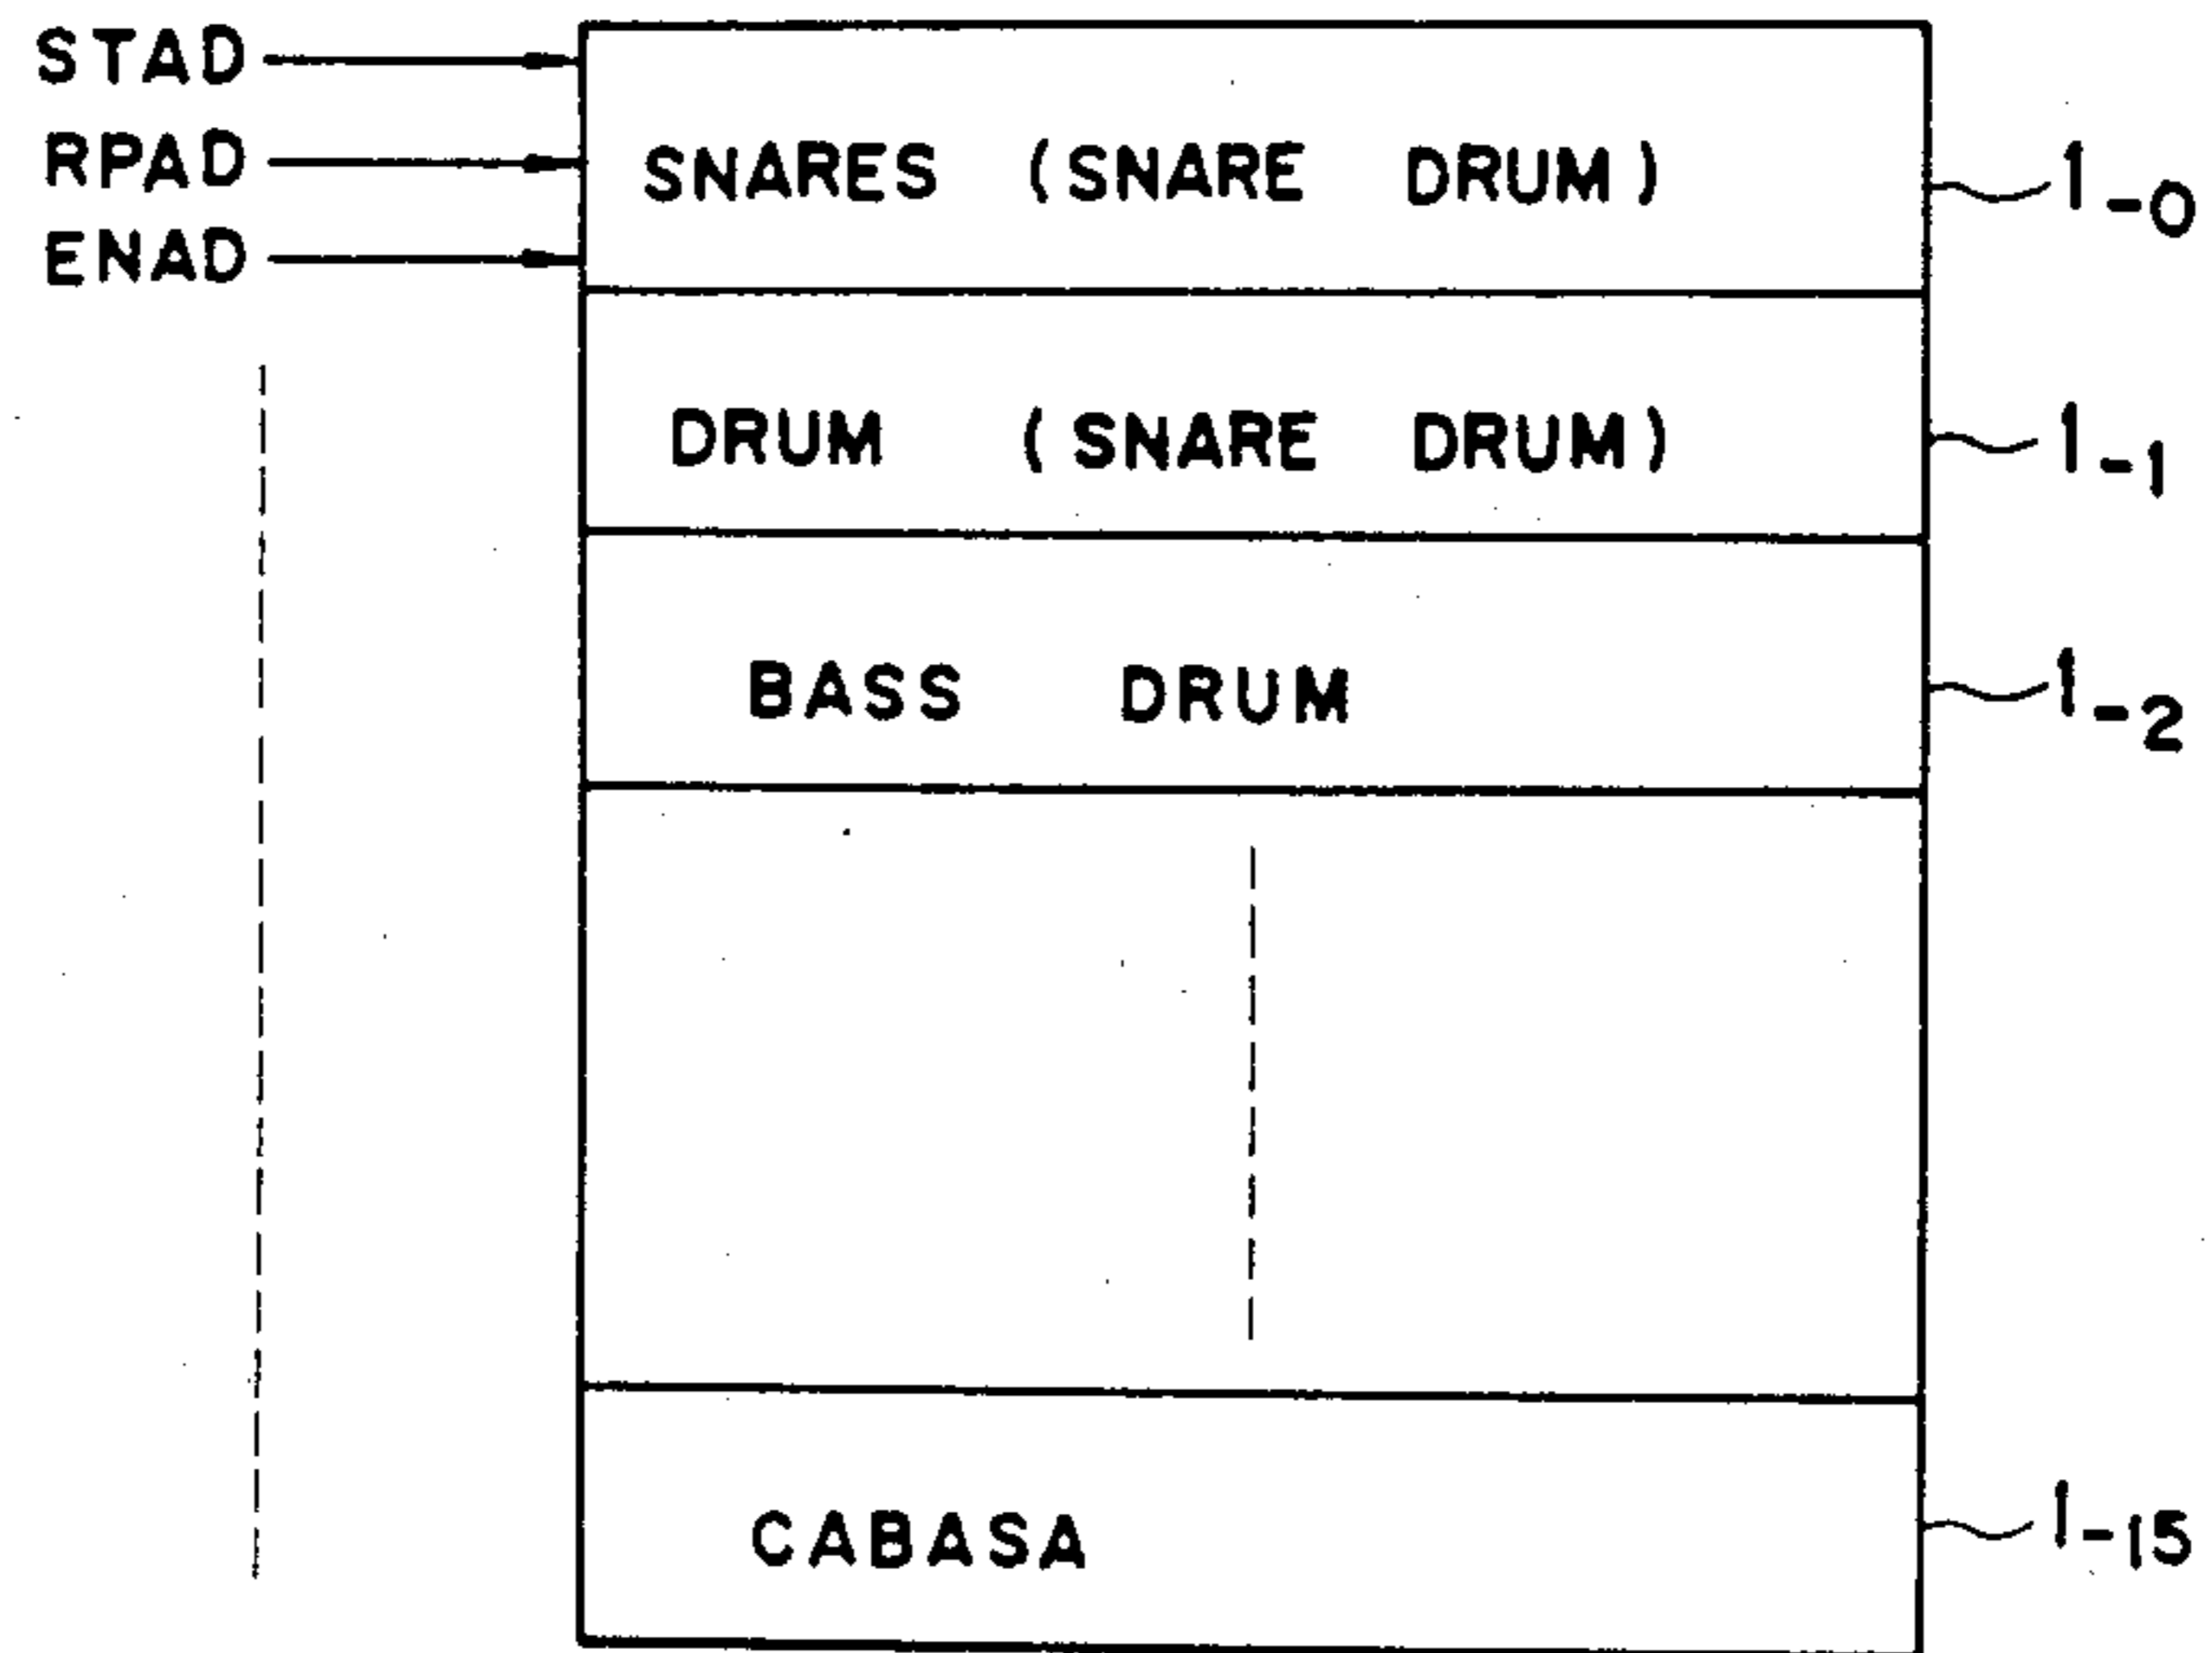 STAD
RPAD
ENAD
SNARES (SNARE DRUM) 1-0
DRUM (SNARE DRUM) 1-1
BASS DRUM 1-2
CABASA 1-15